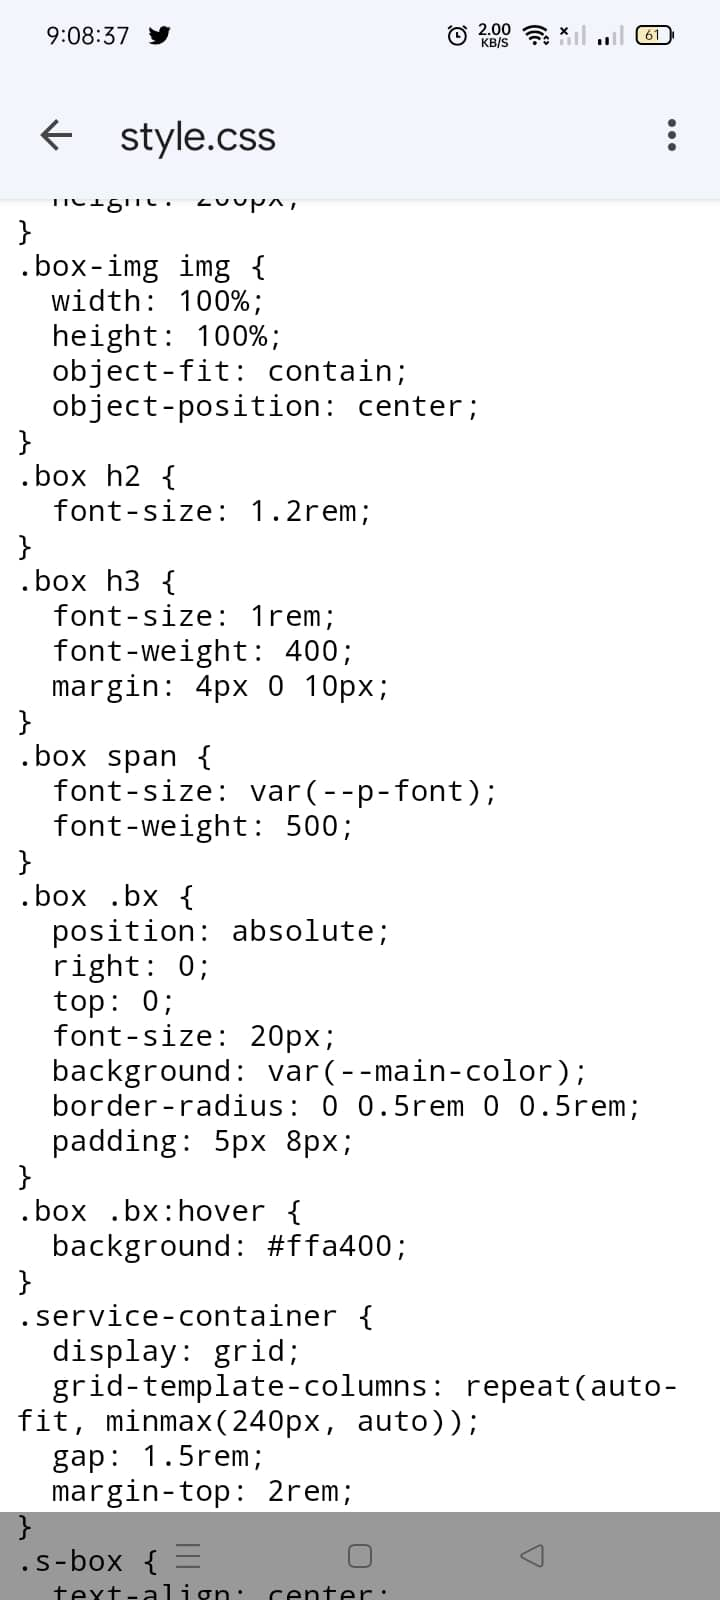 9:08:37
2.00
KB/S
61
style.css
height: 200px;
}
.box-img img {
  width: 100%;
  height: 100%;
  object-fit: contain;
  object-position: center;
}
.box h2 {
  font-size: 1.2rem;
}
.box h3 {
  font-size: 1rem;
  font-weight: 400;
  margin: 4px 0 10px;
}
.box span {
  font-size: var(--p-font);
  font-weight: 500;
}
.box .bx {
  position: absolute;
  right: 0;
  top: 0;
  font-size: 20px;
  background: var(--main-color);
  border-radius: 0 0.5rem 0 0.5rem;
  padding: 5px 8px;
}
.box .bx:hover {
  background: #ffa400;
}
.service-container {
  display: grid;
  grid-template-columns: repeat(auto-
fit, minmax(240px, auto));
  gap: 1.5rem;
  margin-top: 2rem;
}
.s-box {
  text-align: center;